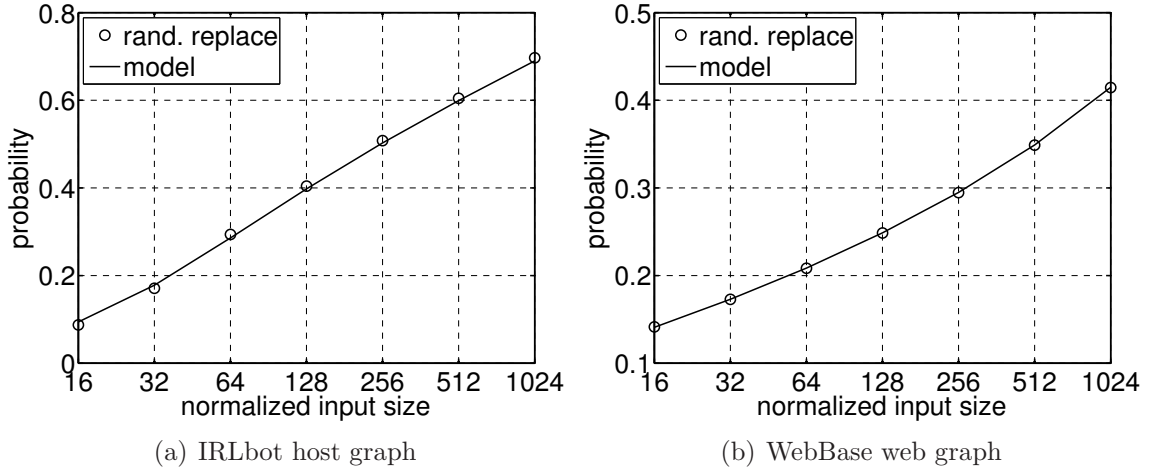 0.8
0.6
0.4
0.2
0
probability
rand. replace
model
16 32 64 128 256 512 1024
normalized input size
(a) IRLbot host graph
0.5
0.4
0.3
0.2
0.1
probability
rand. replace
model
16 32 64 128 256 512 1024
normalized input size
(b) WebBase web graph